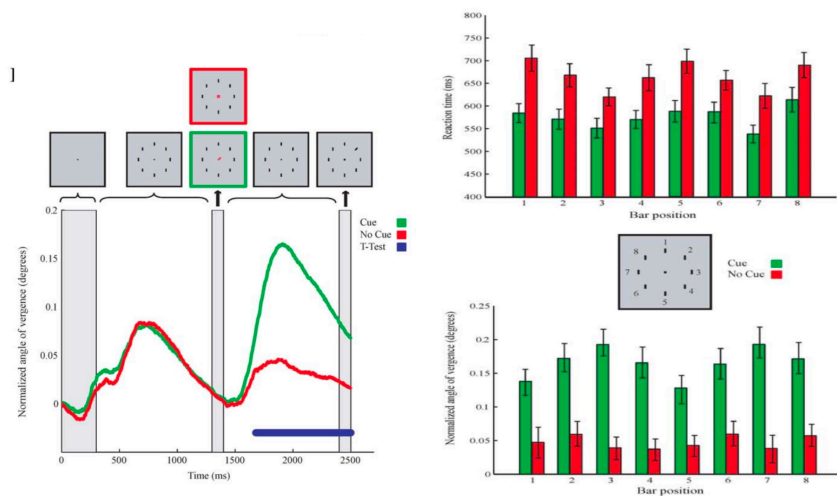 ]
Cue
No Cue
T-Test
Normalized angle of vergence (degrees)
0.2
0.15
0.1
0.05
0
0 500 1000 1500 2000 2500
Time (ms)
Reaction time (ms)
800
750
700
650
600
550
500
450
400
1 2 3 4 5 6 7 8
Bar position
1
8 2
7 3
6 4
5
Cue
No Cue
Normalized angle of vergence (degrees)
0.25
0.2
0.15
0.1
0.05
0
1 2 3 4 5 6 7 8
Bar position